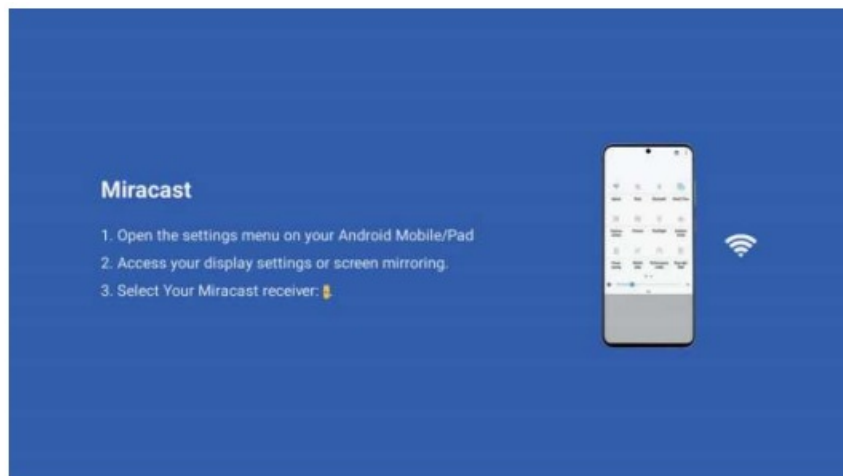 Miracast
1. Open the settings menu on your Android Mobile/Pad
2. Access your display settings or screen mirroring.
3. Select Your Miracast receiver: